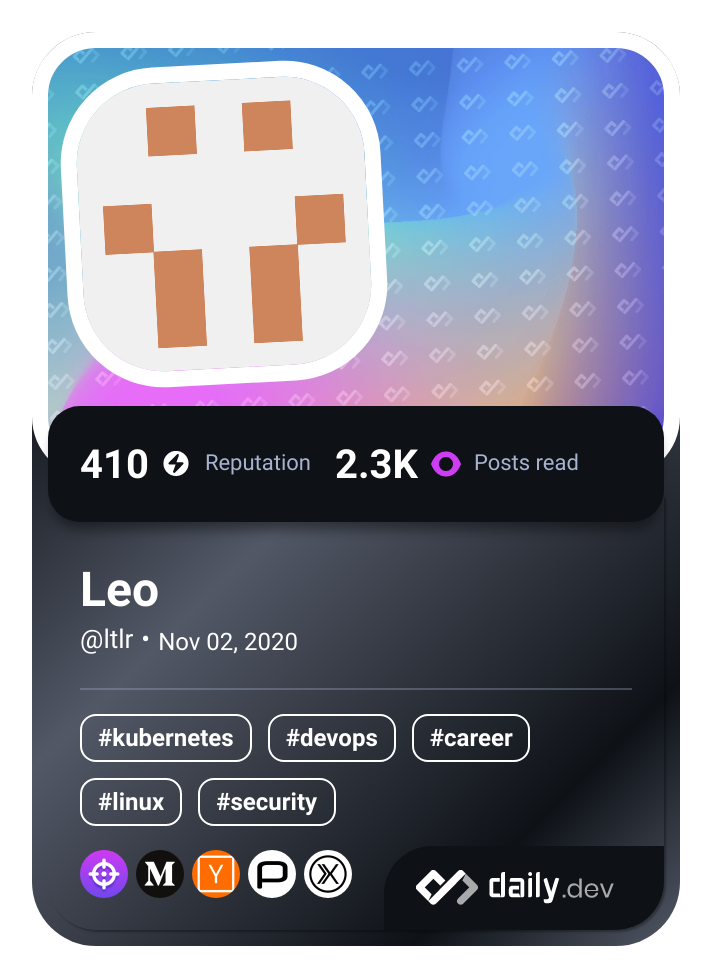 410 Reputation 2.3K Posts read
Leo
@ltlr • Nov 02, 2020
#kubernetes #devops #career
#linux #security
M Y P X daily.dev